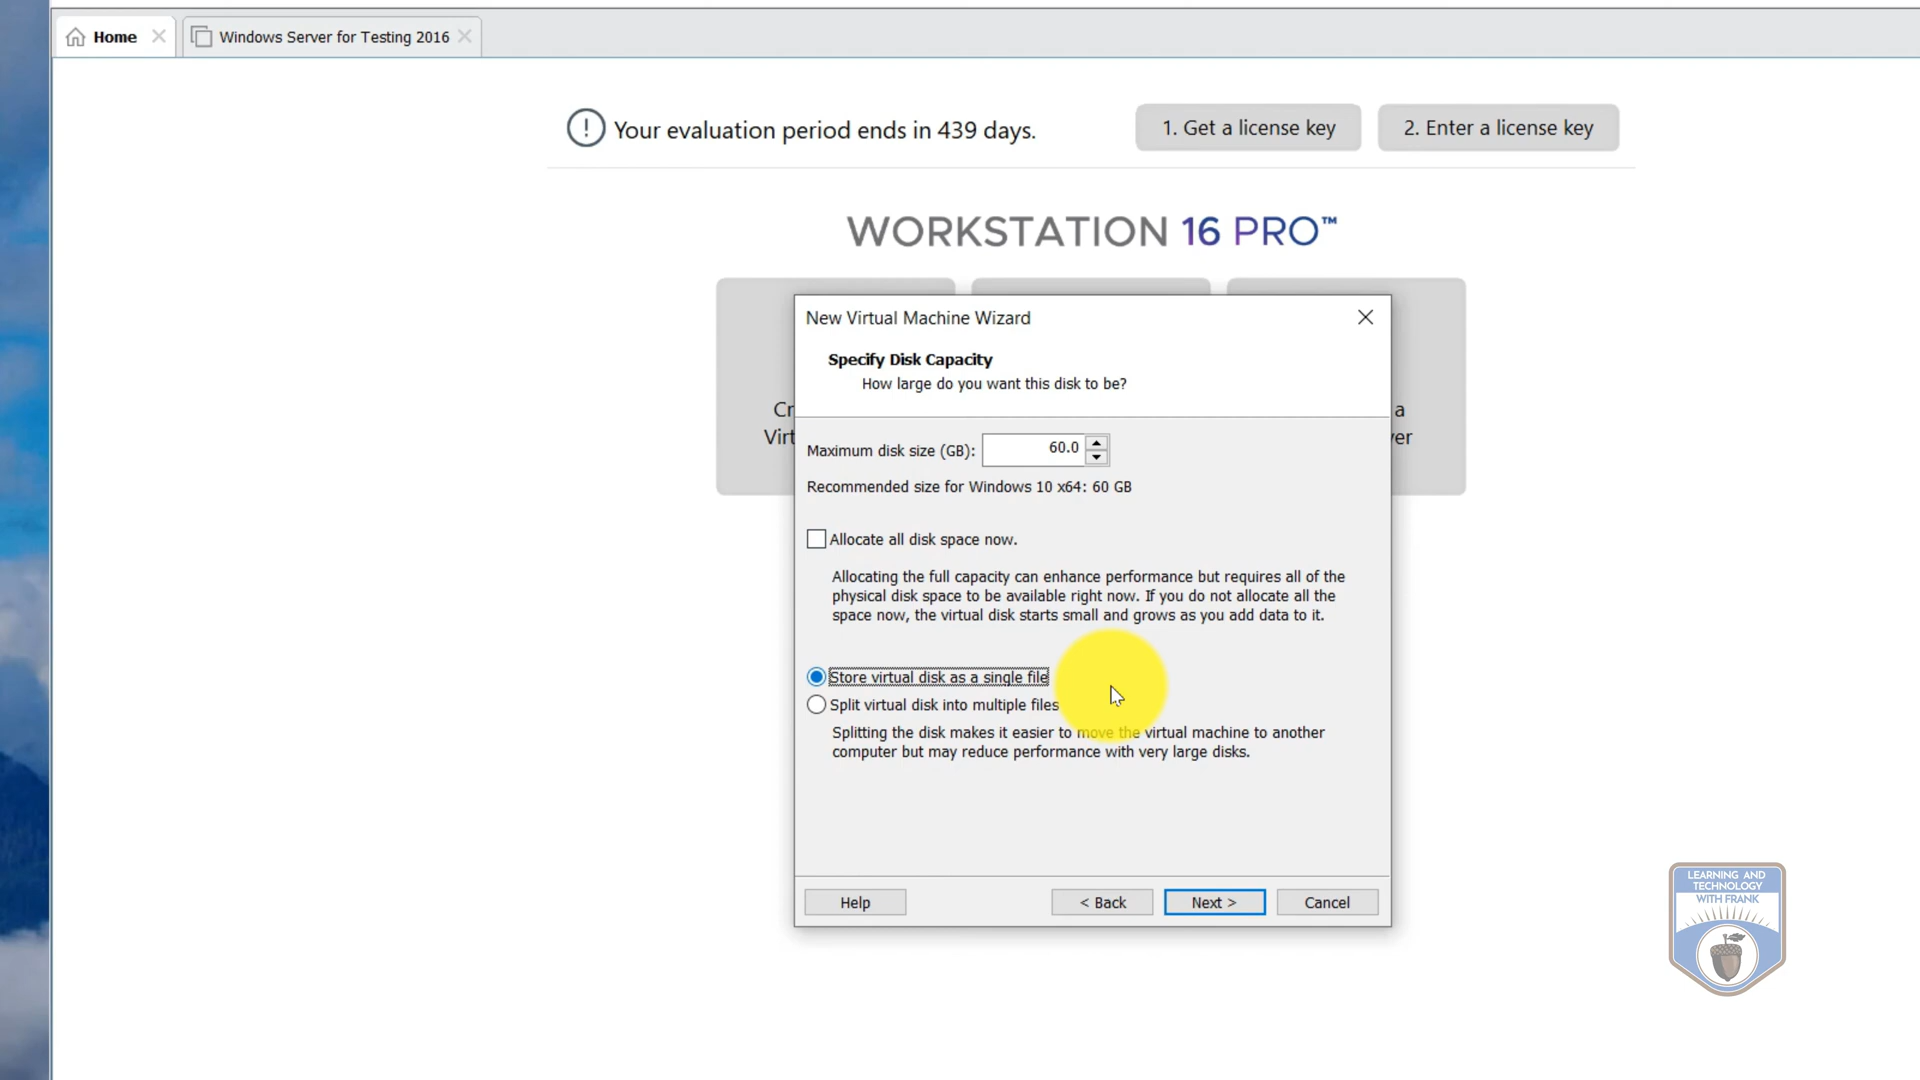 Home
Windows Server for Testing 2016
Your evaluation period ends in 439 days.
1. Get a license key
2. Enter a license key
WORKSTATION 16 PRO™
New Virtual Machine Wizard
Specify Disk Capacity
How large do you want this disk to be?
Cr
Virt
a
ver
Maximum disk size (GB):
60.0
Recommended size for Windows 10 x64: 60 GB
Allocate all disk space now.
Allocating the full capacity can enhance performance but requires all of the
physical disk space to be available right now. If you do not allocate all the
space now, the virtual disk starts small and grows as you add data to it.
Store virtual disk as a single file
Split virtual disk into multiple files
Splitting the disk makes it easier to move the virtual machine to another
computer but may reduce performance with very large disks.
Help
< Back
Next >
Cancel
LEARNING AND
TECHNOLOGY
WITH FRANK